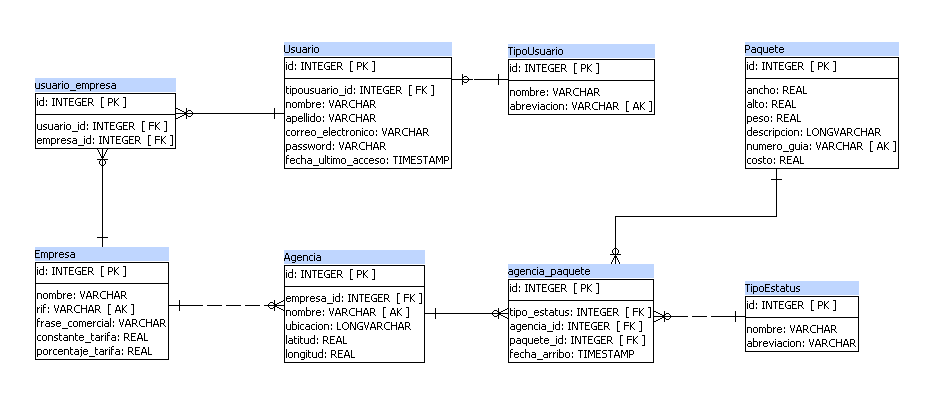 Usuario
id: INTEGER [ PK ]
tipousuario_id: INTEGER [ FK ]
nombre: VARCHAR
apellido: VARCHAR
correo_electronico: VARCHAR
password: VARCHAR
fecha_ultimo_acceso: TIMESTAMP
TipoUsuario
id: INTEGER [ PK ]
nombre: VARCHAR
abreviacion: VARCHAR [ AK ]
Paquete
id: INTEGER [ PK ]
ancho: REAL
alto: REAL
peso: REAL
descripcion: LONGVARCHAR
numero_guia: VARCHAR [ AK ]
costo: REAL
usuario_empresa
id: INTEGER [ PK ]
usuario_id: INTEGER [ FK ]
empresa_id: INTEGER [ FK ]
Empresa
id: INTEGER [ PK ]
nombre: VARCHAR
rif: VARCHAR [ AK ]
frase_comercial: VARCHAR
constante_tarifa: REAL
porcentaje_tarifa: REAL
Agencia
id: INTEGER [ PK ]
empresa_id: INTEGER [ FK ]
nombre: VARCHAR [ AK ]
ubicacion: LONGVARCHAR
latitud: REAL
longitud: REAL
agencia_paquete
id: INTEGER [ PK ]
tipo_estatus: INTEGER [ FK ]
agencia_id: INTEGER [ FK ]
paquete_id: INTEGER [ FK ]
fecha_arribo: TIMESTAMP
TipoEstatus
id: INTEGER [ PK ]
nombre: VARCHAR
abreviacion: VARCHAR